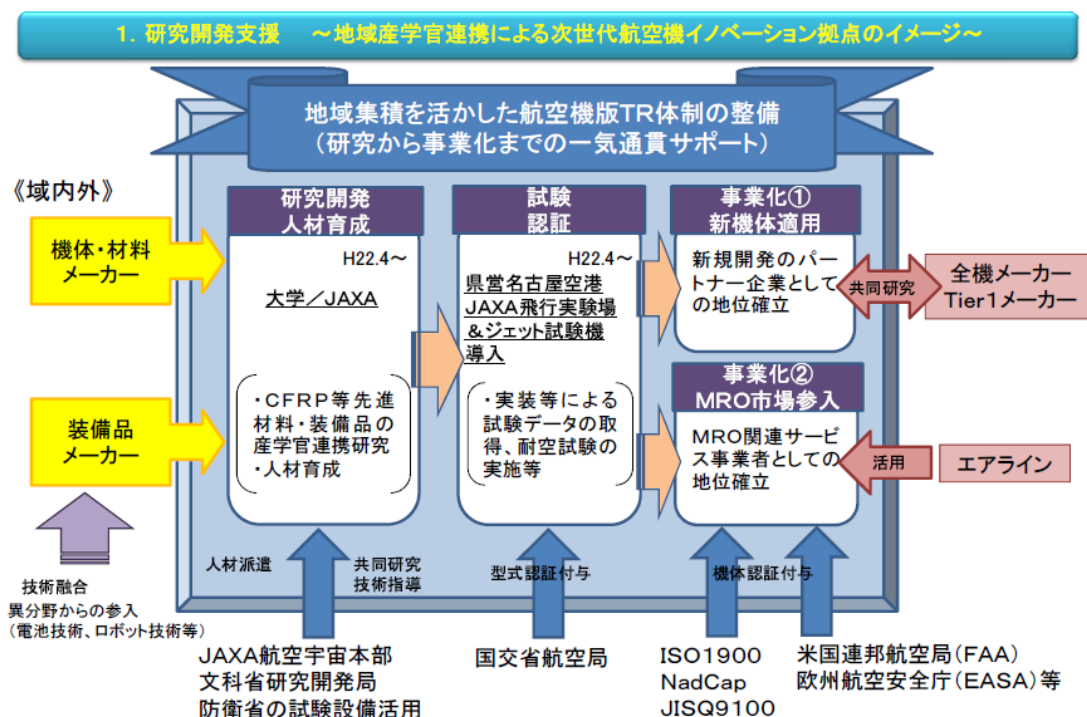 1. 研究開発支援 ～地域産学官連携による次世代航空機イノベーション拠点のイメージ～
地域集積を活かした航空機版TR体制の整備
(研究から事業化までの一気通貫サポート)
《域内外》
機体・材料
メーカー
装備品
メーカー
技術融合
異分野からの参入
(電池技術、ロボット技術等)
研究開発
人材育成
H22.4～
大学／JAXA
・CFRP等先進
材料・装備品の
産学官連携研究
・人材育成
試験
認証
H22.4～
県営名古屋空港
JAXA飛行実験場
&ジェット試験機
導入
・実装等による
試験データの取
得、耐空試験の
実施等
事業化①
新機体適用
新規開発のパー
トナー企業として
の地位確立
共同研究
全機メーカー
Tier1メーカー
事業化②
MRO市場参入
MRO関連サービ
ス事業者としての
地位確立
活用
エアライン
人材派遣
共同研究
技術指導
型式認証付与
機体認証付与
JAXA航空宇宙本部
文科省研究開発局
防衛省の試験設備活用
国交省航空局
ISO1900
NadCap
JISQ9100
米国連邦航空局(FAA)
欧州航空安全庁(EASA)等